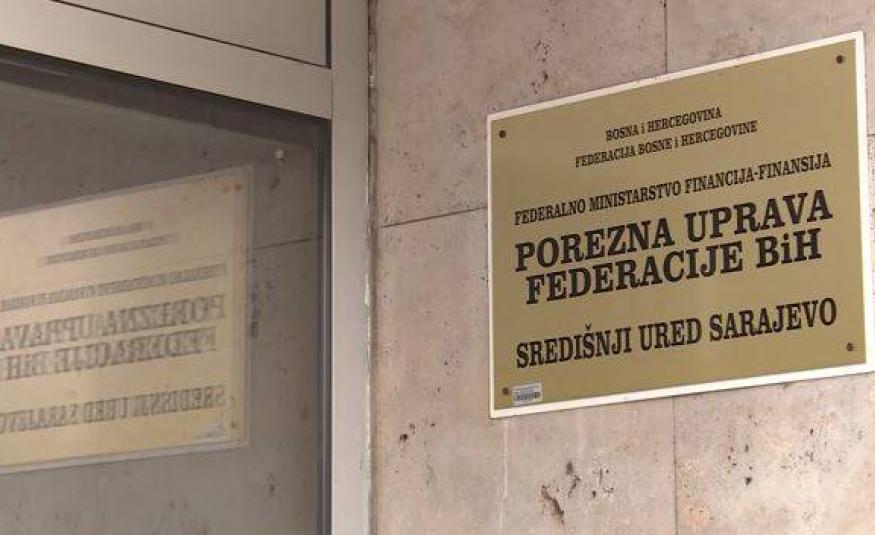 BOSNA i HERCEGOVINA
FEDERACIJA BOSNE i HERCEGOVINE
FEDERALNO MINISTARSTVO FINANCIJA-FINANSIJA
POREZNA UPRAVA
FEDERACIJE BiH
SREDIŠNJI URED SARAJEVO